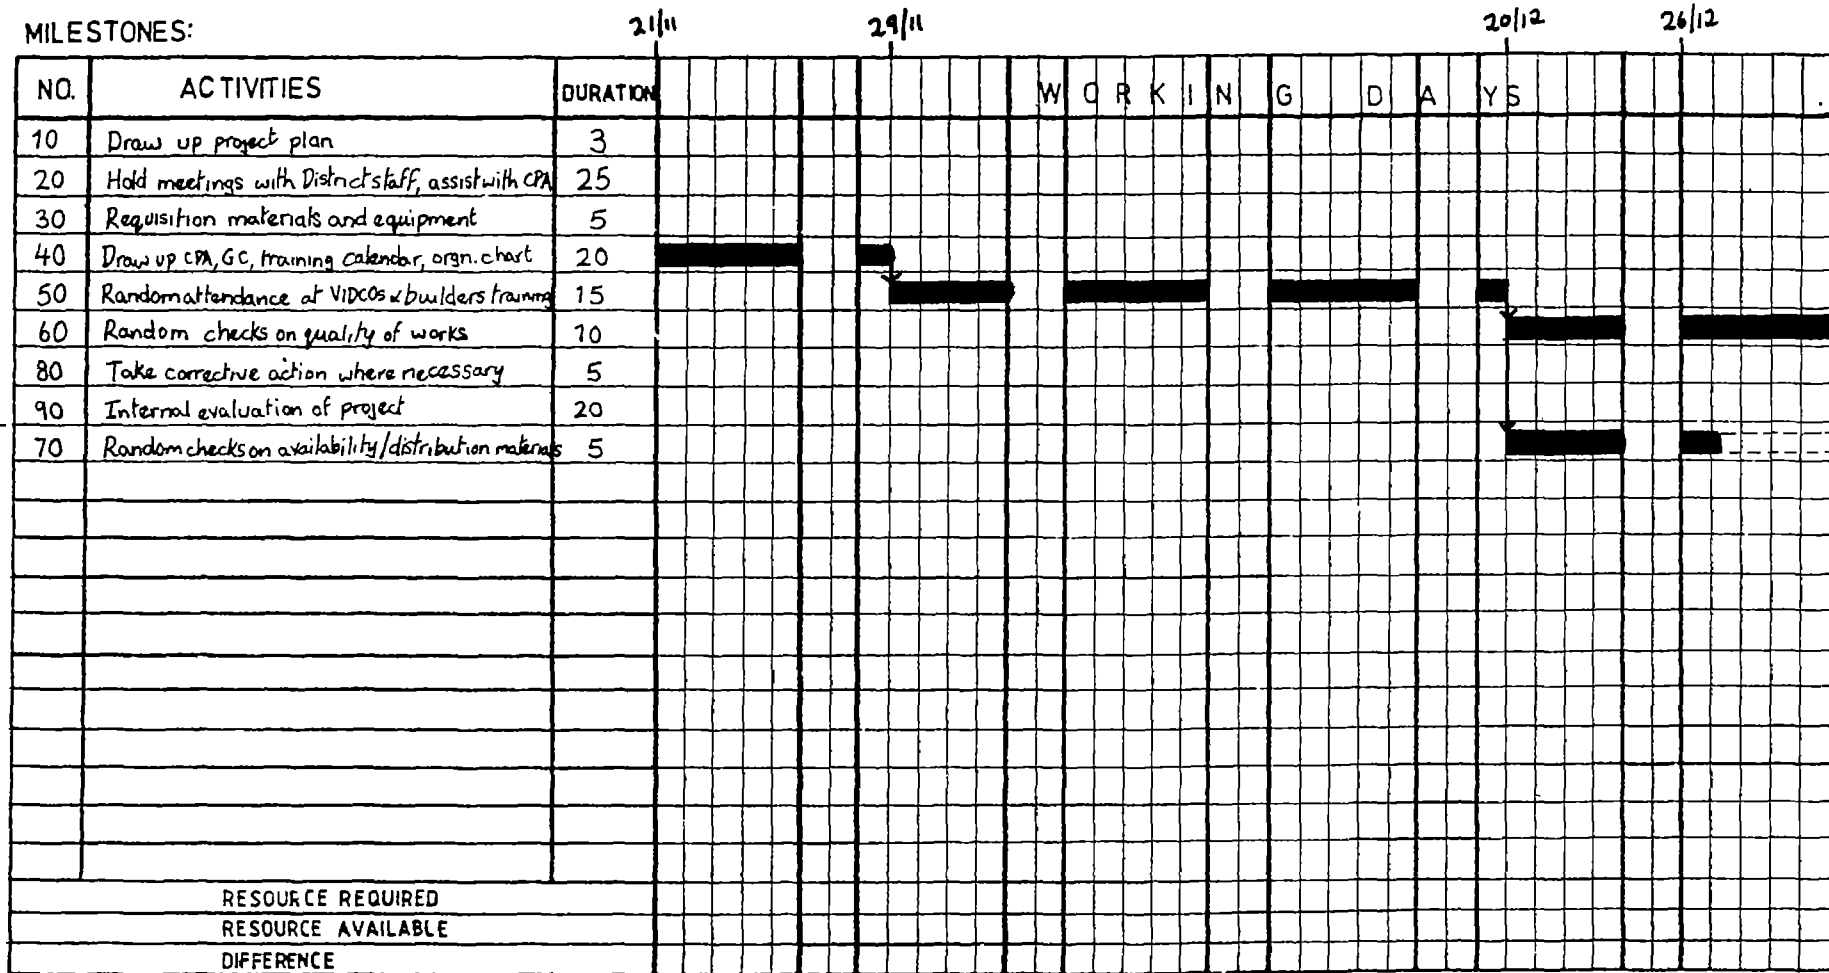 21/11 29/11 20/12 26/12
MILESTONES:
NO. ACTIVITIES DURATION WORKING DAYS
10 Draw up project plan 3
20 Hold meetings with District staff, assist with CPA 25
30 Requisition materials and equipment 5
40 Draw up CPA, GC, training calendar, orgn. chart 20
50 Random attendance at VIDCOs & builders training 15
60 Random checks on quality of works 10
80 Take corrective action where necessary 5
90 Internal evaluation of project 20
70 Random checks on availability/distribution materials 5
RESOURCE REQUIRED
RESOURCE AVAILABLE
DIFFERENCE